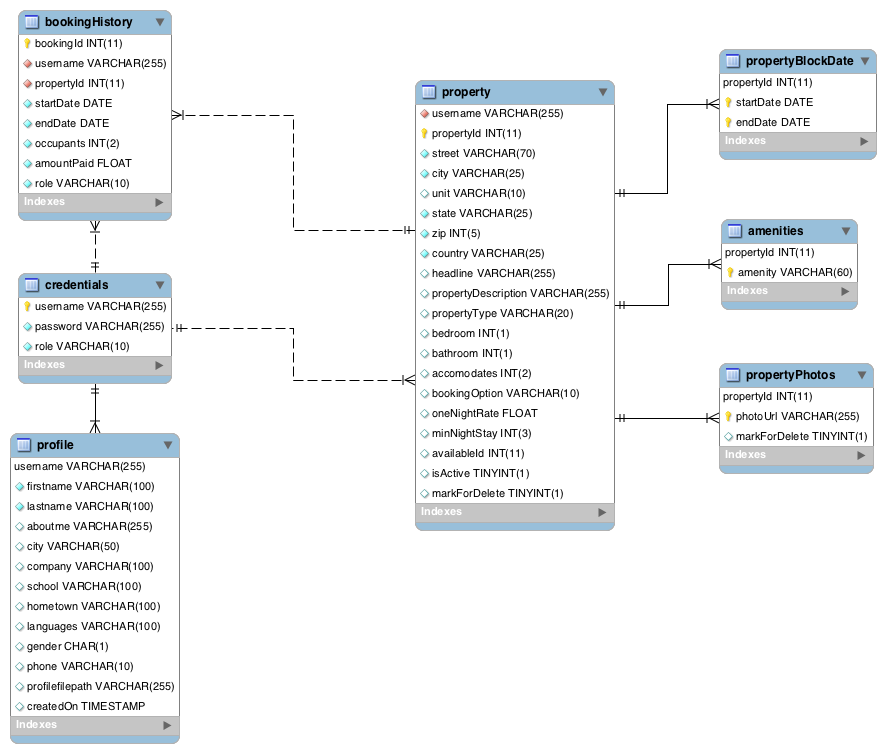 bookingHistory
bookingId INT(11)
username VARCHAR(255)
propertyId INT(11)
startDate DATE
endDate DATE
occupants INT(2)
amountPaid FLOAT
role VARCHAR(10)
Indexes
credentials
username VARCHAR(255)
password VARCHAR(255)
role VARCHAR(10)
Indexes
profile
username VARCHAR(255)
firstname VARCHAR(100)
lastname VARCHAR(100)
aboutme VARCHAR(255)
city VARCHAR(50)
company VARCHAR(100)
school VARCHAR(100)
hometown VARCHAR(100)
languages VARCHAR(100)
gender CHAR(1)
phone VARCHAR(10)
profilefilepath VARCHAR(255)
createdOn TIMESTAMP
Indexes
property
username VARCHAR(255)
propertyId INT(11)
street VARCHAR(70)
city VARCHAR(25)
unit VARCHAR(10)
state VARCHAR(25)
zip INT(5)
country VARCHAR(25)
headline VARCHAR(255)
propertyDescription VARCHAR(255)
propertyType VARCHAR(20)
bedroom INT(1)
bathroom INT(1)
accomodates INT(2)
bookingOption VARCHAR(10)
oneNightRate FLOAT
minNightStay INT(3)
availableId INT(11)
isActive TINYINT(1)
markForDelete TINYINT(1)
Indexes
propertyBlockDate
propertyId INT(11)
startDate DATE
endDate DATE
Indexes
amenities
propertyId INT(11)
amenity VARCHAR(60)
Indexes
propertyPhotos
propertyId INT(11)
photoUrl VARCHAR(255)
markForDelete TINYINT(1)
Indexes